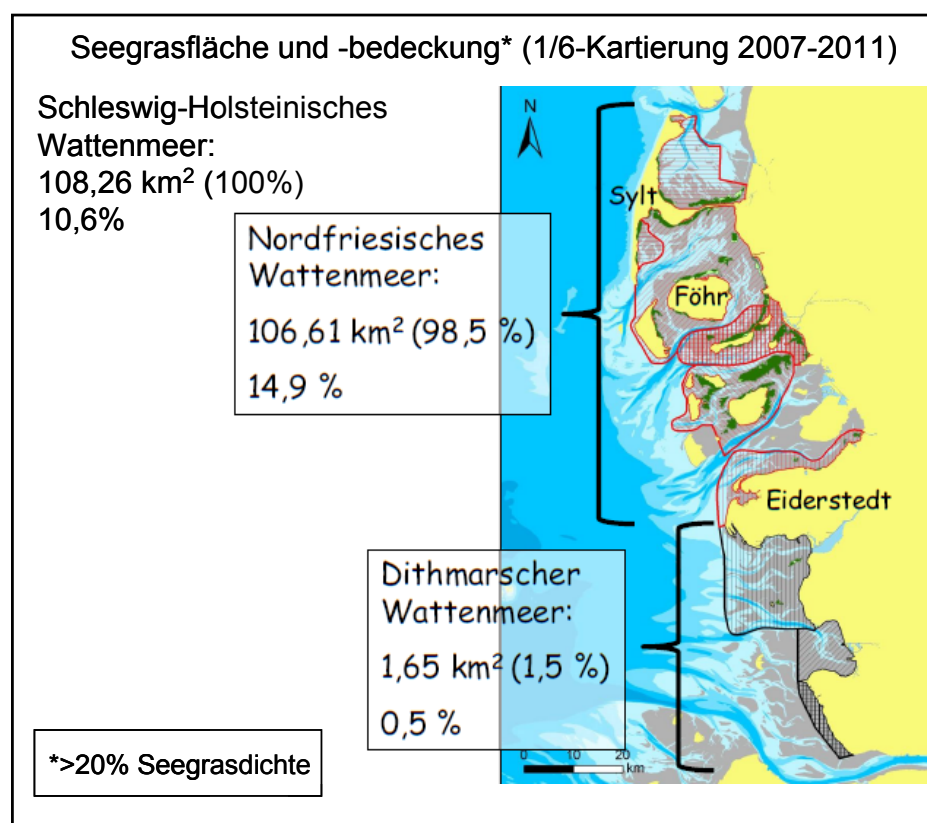 Seegrasfläche und -bedeckung* (1/6-Kartierung 2007-2011)
Schleswig-Holsteinisches
Wattenmeer:
108,26 km² (100%)
10,6%
N
Sylt
Nordfriesisches
Wattenmeer:
106,61 km² (98,5 %)
14,9 %
Föhr
Eiderstedt
Dithmarscher
Wattenmeer:
1,65 km² (1,5 %)
0,5 %
*>20% Seegrasdichte
0 10 20
km